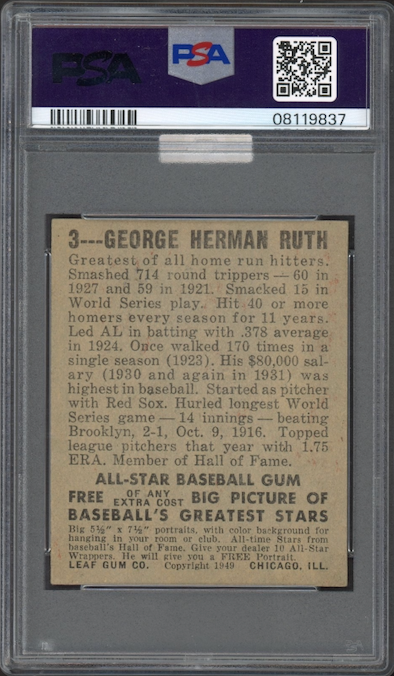 PSA
PSA
08119837
3---GEORGE HERMAN RUTH
Greatest of all home run hitters.
Smashed 714 round trippers — 60 in
1927 and 59 in 1921. Smacked 15 in
World Series play. Hit 40 or more
homers every season for 11 years.
Led AL in batting with .378 average
in 1924. Once walked 170 times in a
single season (1923). His $80,000 sal-
ary (1930 and again in 1931) was
highest in baseball. Started as pitcher
with Red Sox. Hurled longest World
Series game — 14 innings — beating
Brooklyn, 2-1, Oct. 9, 1916. Topped
league pitchers that year with 1.75
ERA. Member of Hall of Fame.
ALL-STAR BASEBALL GUM
FREE OF ANY EXTRA COST BIG PICTURE OF
BASEBALL'S GREATEST STARS
Big 5½" x 7½" portraits, with color background for
hanging in your room or club. All-time Stars from
baseball's Hall of Fame. Give your dealer 10 All-Star
Wrappers. He will give you a FREE Portrait.
LEAF GUM CO. Copyright 1949 CHICAGO, ILL.